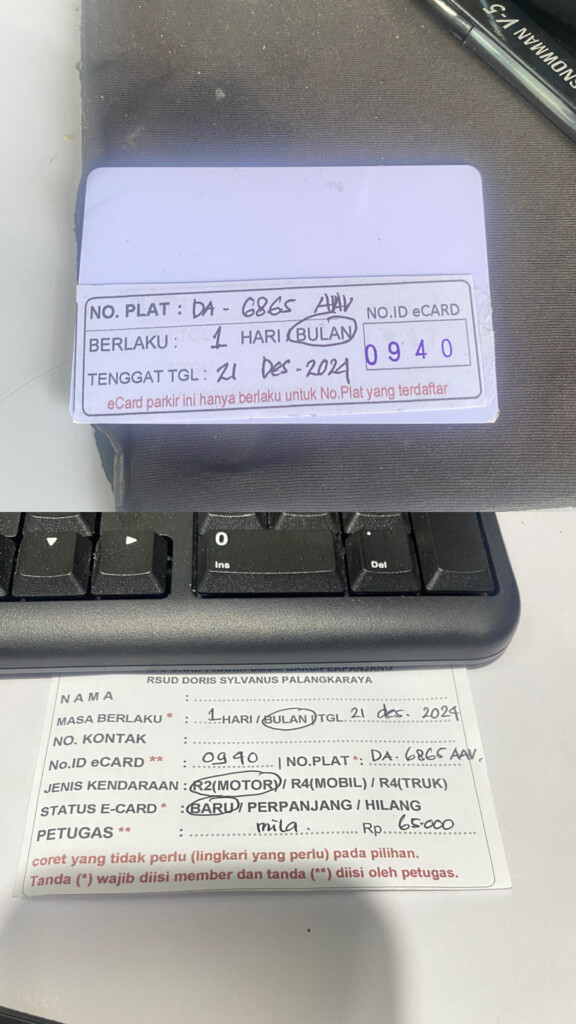 SNOWMAN V-5
NO. PLAT : DA - 6865 AAV
NO.ID eCARD
BERLAKU : 1 HARI / BULAN
0940
TENGGAT TGL : 21 Des - 2024
eCard parkir ini hanya berlaku untuk No.Plat yang terdaftar
0
Ins
.
Del
RSUD DORIS SYLVANUS PALANGKARAYA
NAMA :
MASA BERLAKU * : 1 HARI / BULAN / TGL. 21 des. 2024
NO. KONTAK :
No.ID eCARD ** : 0940 | NO.PLAT *: DA. 6865 AAV.
JENIS KENDARAAN : R2(MOTOR) / R4(MOBIL) / R4(TRUK)
STATUS E-CARD * : BARU / PERPANJANG / HILANG
PETUGAS ** : mila. Rp. 65.000
coret yang tidak perlu (lingkari yang perlu) pada pilihan.
Tanda (*) wajib diisi member dan tanda (**) diisi oleh petugas.